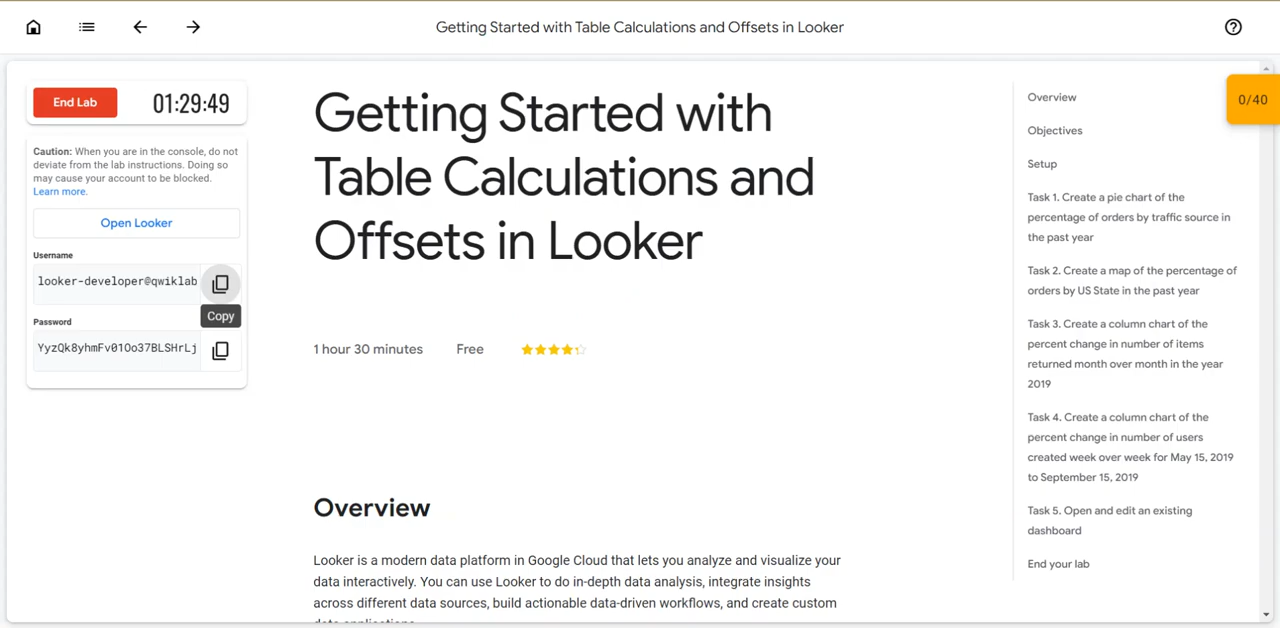 Getting Started with Table Calculations and Offsets in Looker
End Lab
01:29:49
Caution: When you are in the console, do not
deviate from the lab instructions. Doing so
may cause your account to be blocked.
Learn more.
Open Looker
Username
looker-developer@qwiklab
Copy
Password
YyzQk8yhmFv01Oo37BLSHrLj
Getting Started with
Table Calculations and
Offsets in Looker
1 hour 30 minutes
Free
Overview
Looker is a modern data platform in Google Cloud that lets you analyze and visualize your
data interactively. You can use Looker to do in-depth data analysis, integrate insights
across different data sources, build actionable data-driven workflows, and create custom
data applications.
Overview
Objectives
Setup
Task 1. Create a pie chart of the
percentage of orders by traffic source in
the past year
Task 2. Create a map of the percentage of
orders by US State in the past year
Task 3. Create a column chart of the
percent change in number of items
returned month over month in the year
2019
Task 4. Create a column chart of the
percent change in number of users
created week over week for May 15, 2019
to September 15, 2019
Task 5. Open and edit an existing
dashboard
End your lab
0/40